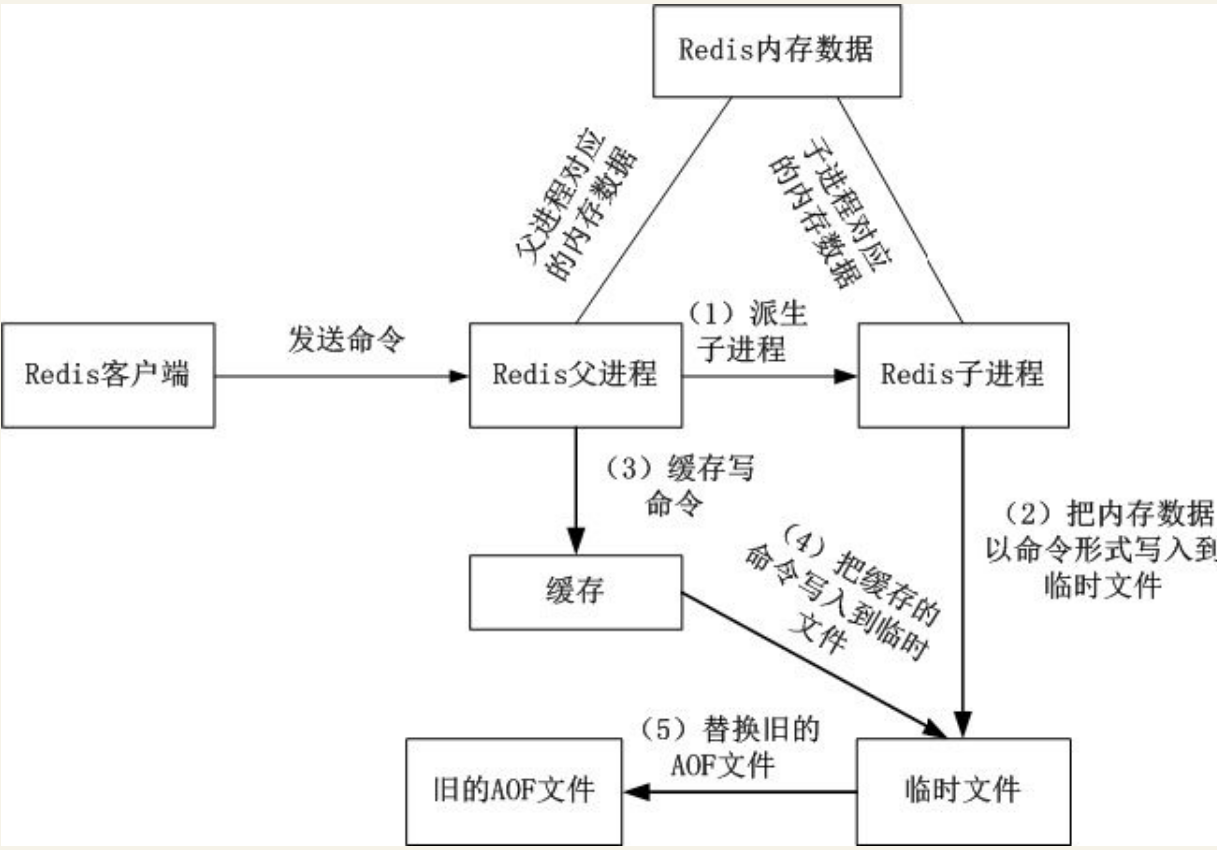 Redis内存数据
父进程对应
的内存数据
子进程对应
的内存数据
Redis客户端
发送命令
Redis父进程
（1）派生
子进程
Redis子进程
（3）缓存写
命令
（2）把内存数据
以命令形式写入到
临时文件
缓存
（4）把缓存的
命令写入到临时
文件
旧的AOF文件
（5）替换旧的
AOF文件
临时文件